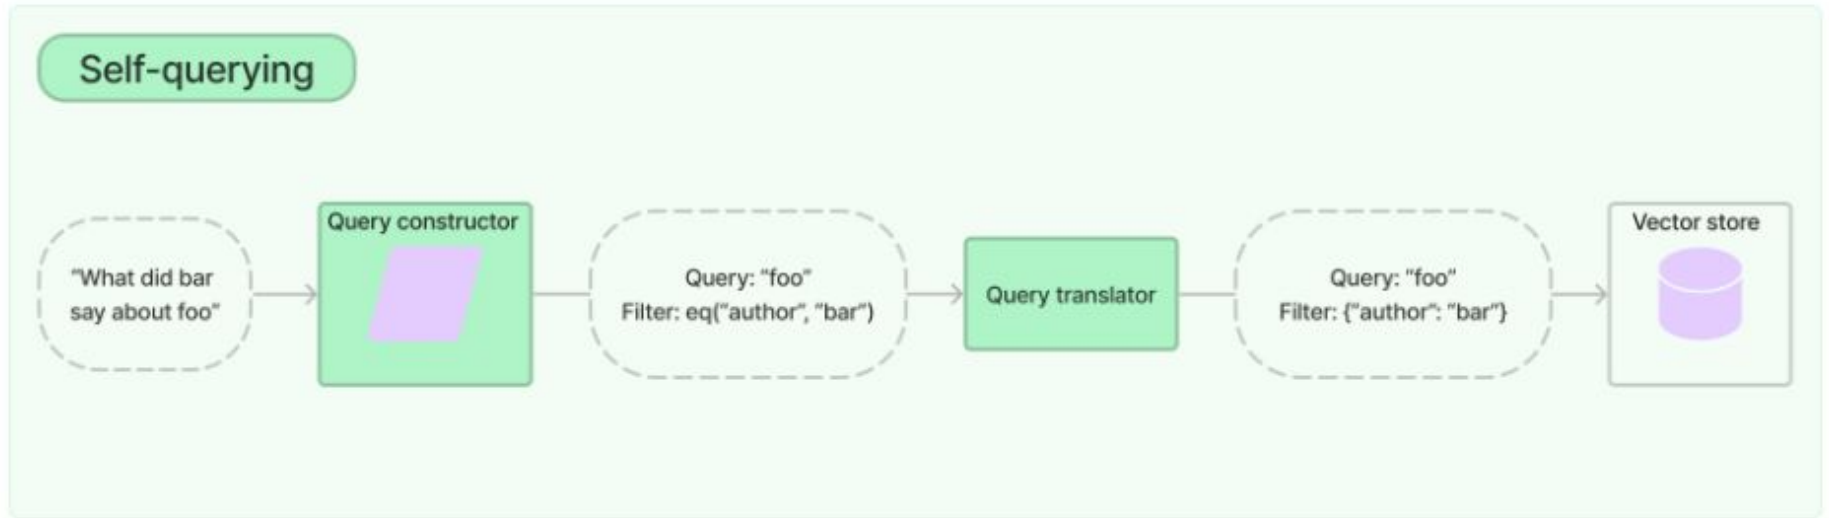 Self-querying
“What did bar
say about foo”
Query constructor
Query: “foo”
Filter: eq(“author”, “bar”)
Query translator
Query: “foo”
Filter: {“author”: “bar”}
Vector store